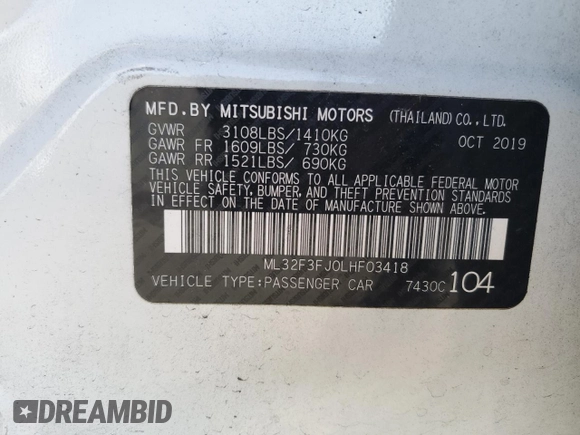 MFD.BY MITSUBISHI MOTORS (THAILAND) CO.,LTD.
GVWR 3108LBS/1410KG OCT 2019
GAWR FR 1609LBS/ 730KG
GAWR RR 1521LBS/ 690KG
THIS VEHICLE CONFORMS TO ALL APPLICABLE FEDERAL MOTOR
VEHICLE SAFETY, BUMPER, AND THEFT PREVENTION STANDARDS
IN EFFECT ON THE DATE OF MANUFACTURE SHOWN ABOVE.
ML32F3FJ0LHF03418
VEHICLE TYPE:PASSENGER CAR 7430C 104
DREAMBID